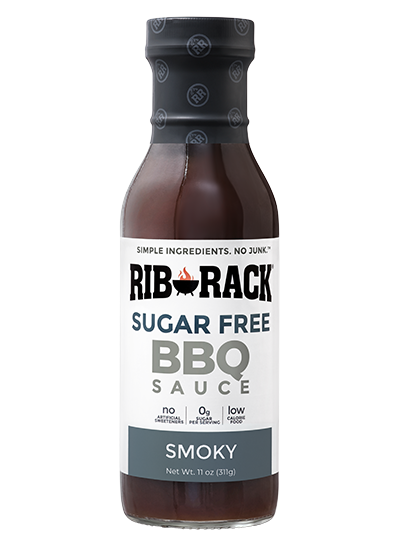 SIMPLE INGREDIENTS. NO JUNK.™
RIB RACK®
SUGAR FREE
BBQ
SAUCE
no 0g low
ARTIFICIAL SUGAR CALORIE
SWEETENERS PER SERVING FOOD
SMOKY
Net Wt. 11 oz (311g)